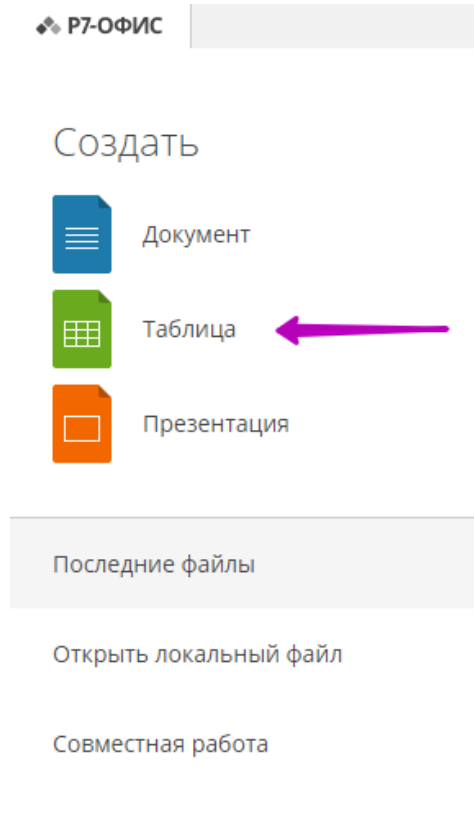 Р7-ОФИС
Создать
Документ
Таблица
Презентация
Последние файлы
Открыть локальный файл
Совместная работа